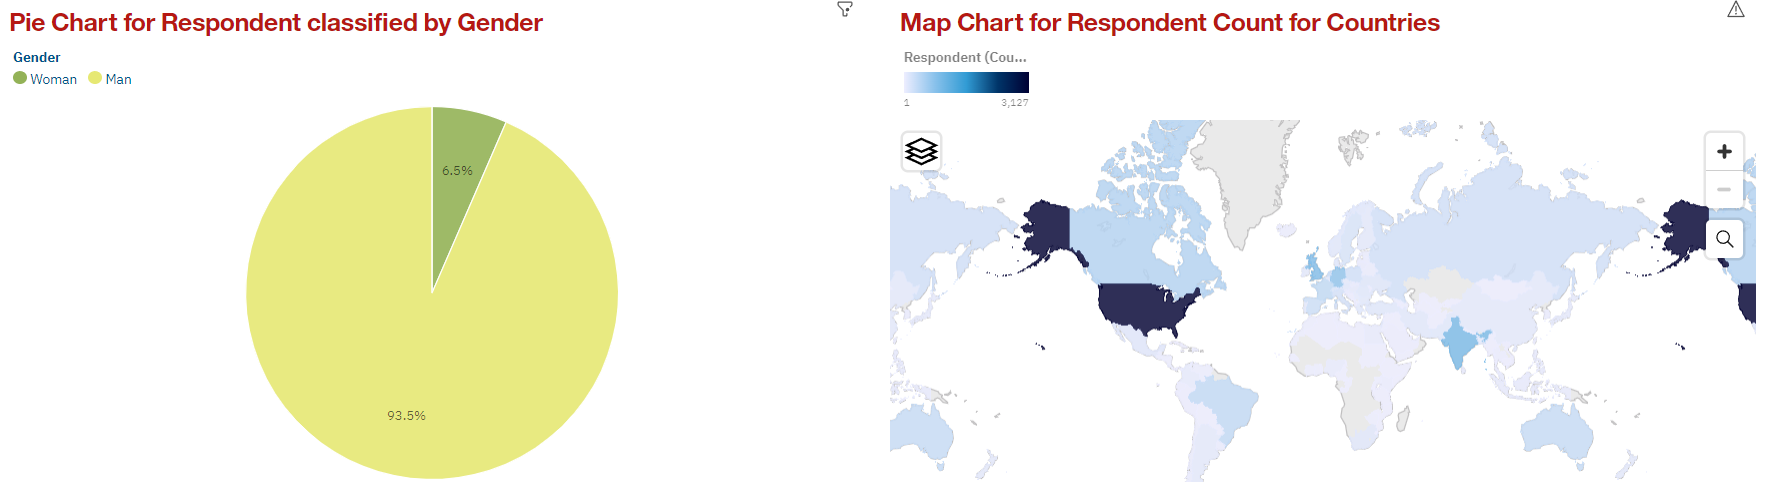 Pie Chart for Respondent classified by Gender
Gender
Woman Man
6.5%
93.5%
Map Chart for Respondent Count for Countries
Respondent (Cou...
1 3,127
+
−